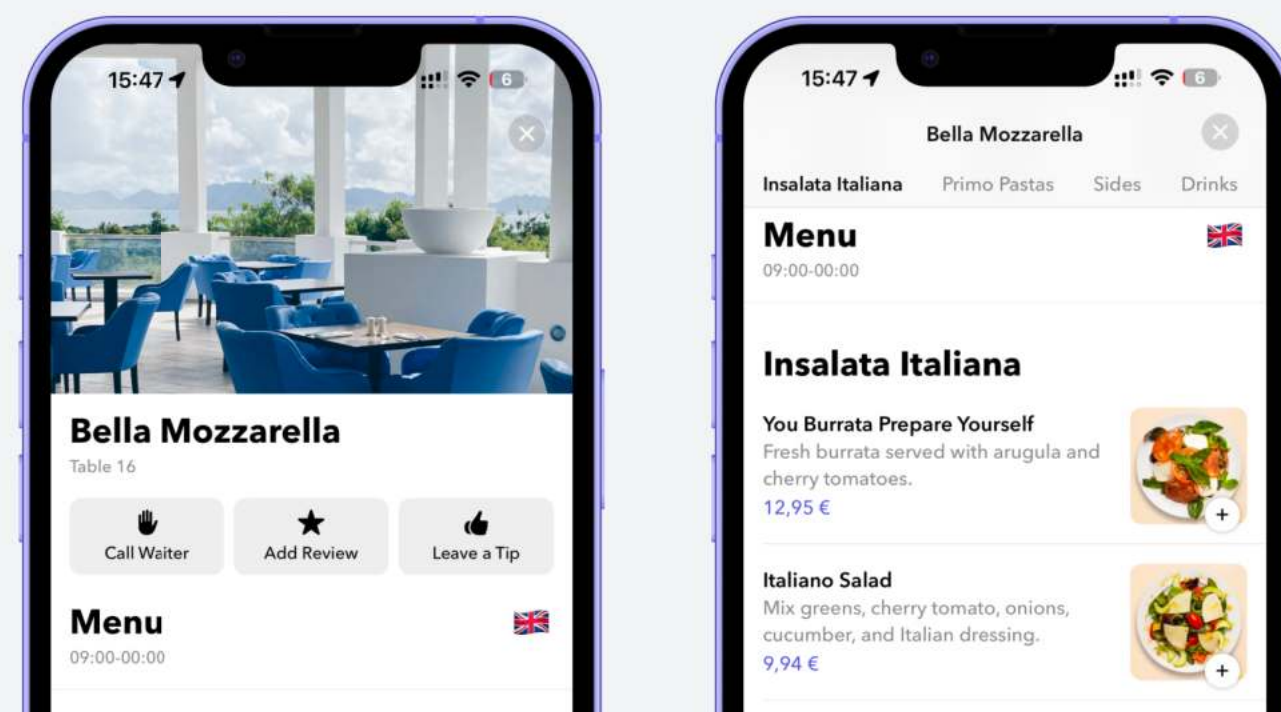 15:47
6
Bella Mozzarella
Table 16
Call Waiter
Add Review
Leave a Tip
Menu
09:00-00:00
15:47
6
Bella Mozzarella
Insalata Italiana
Primo Pastas
Sides
Drinks
Menu
09:00-00:00
Insalata Italiana
You Burrata Prepare Yourself
Fresh burrata served with arugula and
cherry tomatoes.
12,95 €
+
Italiano Salad
Mix greens, cherry tomato, onions,
cucumber, and Italian dressing.
9,94 €
+